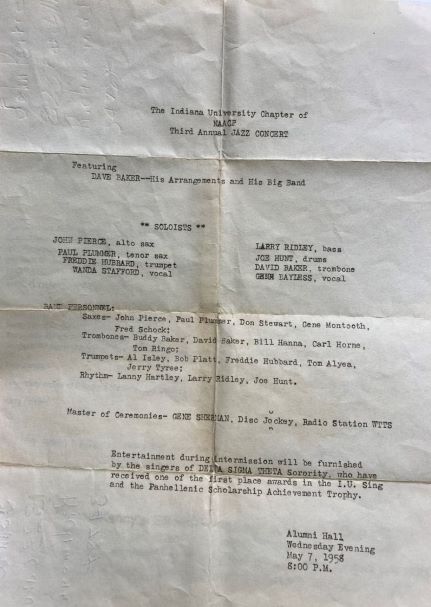 The Indiana University Chapter of
NAACP
Third Annual JAZZ CONCERT
Featuring
DAVE BAKER--His Arrangements and His Big Band
** SOLOISTS **
JOHN PIERCE, alto sax
PAUL PLUMMER, tenor sax
FREDDIE HUBBARD, trumpet
WANDA STAFFORD, vocal
LARRY RIDLEY, bass
JOE HUNT, drums
DAVID BAKER, trombone
GENE BAYLESS, vocal
BAND PERSONNEL:
Saxes- John Pierce, Paul Plummer, Don Stewart, Gene Montooth,
Fred Schock;
Trombones- Buddy Baker, David Baker, Bill Hanna, Carl Horne,
Tom Ringo;
Trumpets- Al Isley, Bob Platt, Freddie Hubbard, Tom Alyea,
Jerry Tyree;
Rhythm- Lanny Hartley, Larry Ridley, Joe Hunt.
Master of Ceremonies- GENE SHERMAN, Disc Jockey, Radio Station WTTS
Entertainment during intermission will be furnished
by the singers of DELTA SIGMA THETA Sorority, who have
received one of the first place awards in the I.U. Sing
and the Panhellenic Scholarship Achievement Trophy.
Alumni Hall
Wednesday Evening
May 7, 1958
8:00 P.M.